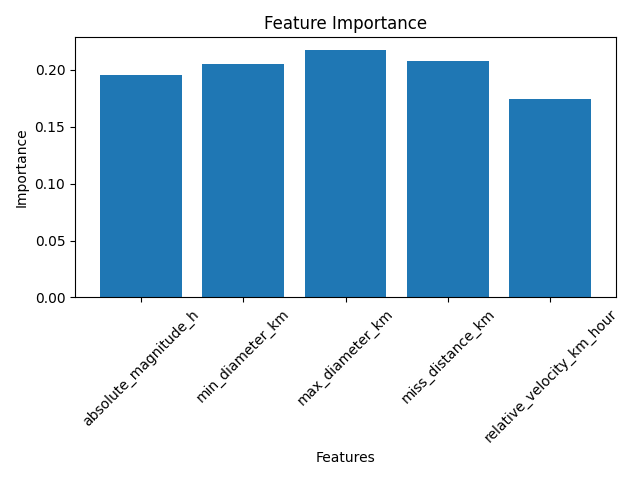 Feature Importance
Importance
0.20
0.15
0.10
0.05
0.00
absolute_magnitude_h
min_diameter_km
max_diameter_km
miss_distance_km
relative_velocity_km_hour
Features